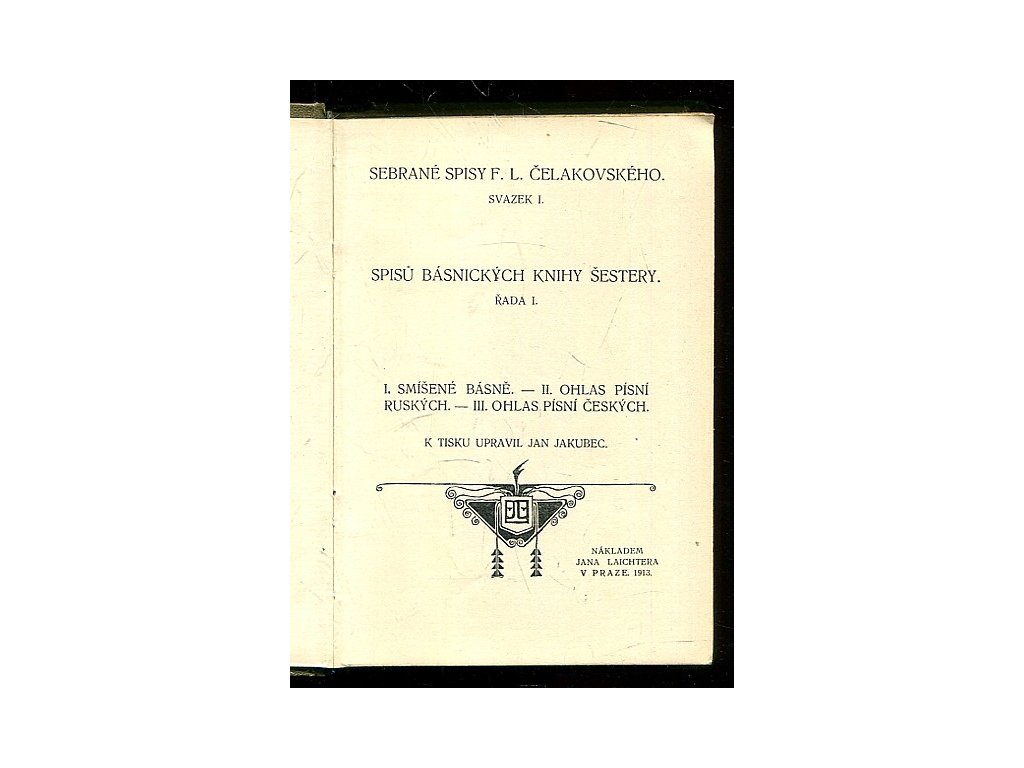 SEBRANÉ SPISY F. L. ČELAKOVSKÉHO.
SVAZEK I.
SPISŮ BÁSNICKÝCH KNIHY ŠESTERY.
ŘADA I.
I. SMÍŠENÉ BÁSNĚ. — II. OHLAS PÍSNÍ
RUSKÝCH. — III. OHLAS PÍSNÍ ČESKÝCH.
K TISKU UPRAVIL JAN JAKUBEC.
NÁKLADEM
JANA LAICHTERA
V PRAZE. 1913.